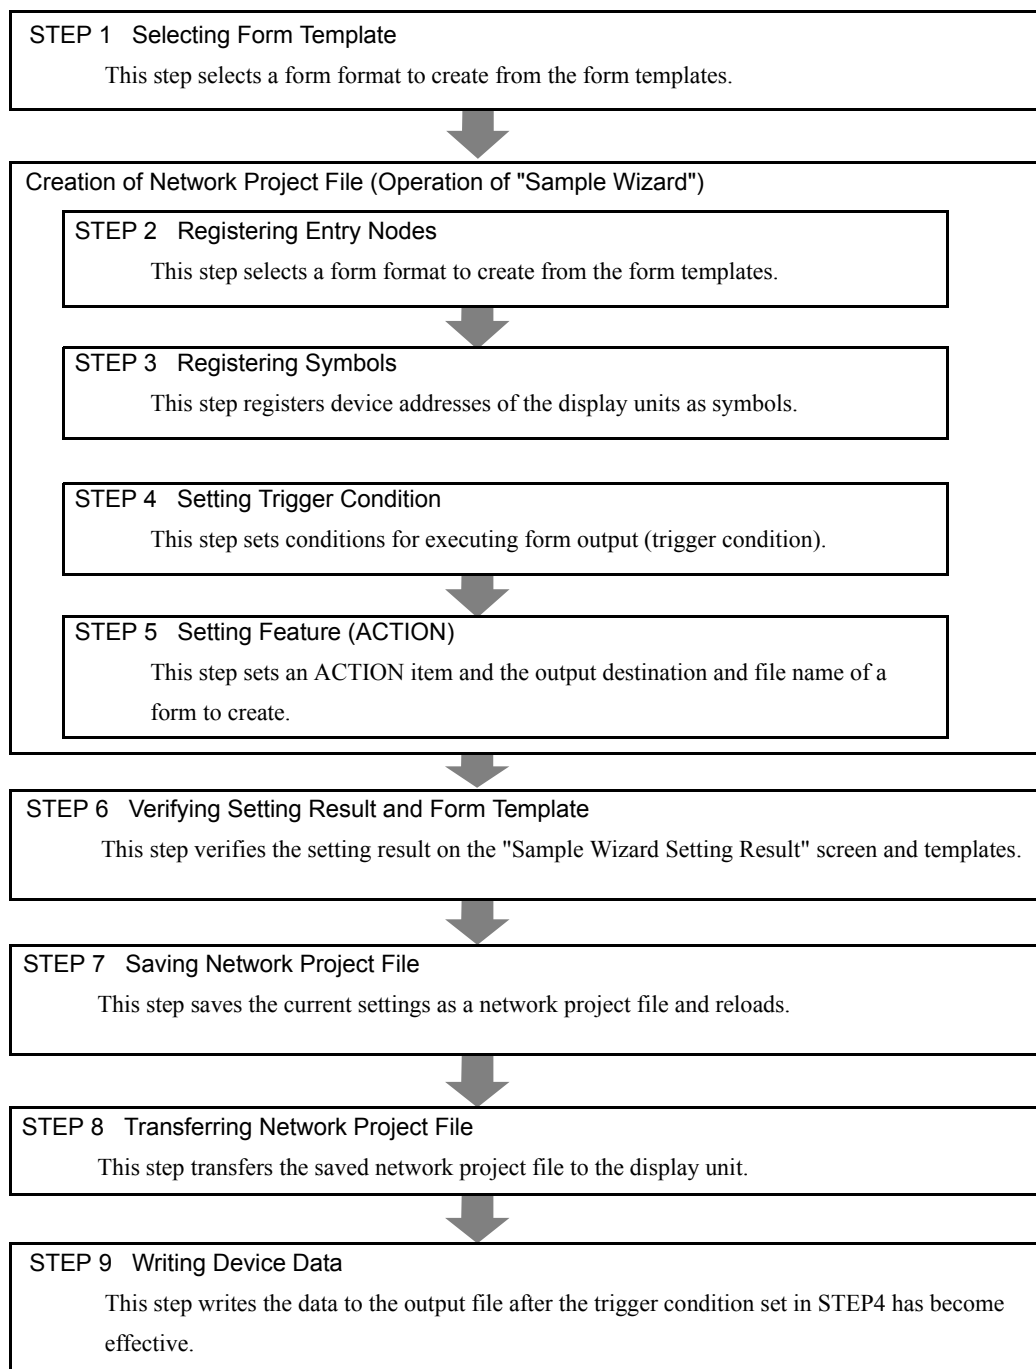 STEP 1 Selecting Form Template
This step selects a form format to create from the form templates.
Creation of Network Project File (Operation of "Sample Wizard")
STEP 2 Registering Entry Nodes
This step selects a form format to create from the form templates.
STEP 3 Registering Symbols
This step registers device addresses of the display units as symbols.
STEP 4 Setting Trigger Condition
This step sets conditions for executing form output (trigger condition).
STEP 5 Setting Feature (ACTION)
This step sets an ACTION item and the output destination and file name of a
form to create.
STEP 6 Verifying Setting Result and Form Template
This step verifies the setting result on the "Sample Wizard Setting Result" screen and templates.
STEP 7 Saving Network Project File
This step saves the current settings as a network project file and reloads.
STEP 8 Transferring Network Project File
This step transfers the saved network project file to the display unit.
STEP 9 Writing Device Data
This step writes the data to the output file after the trigger condition set in STEP4 has become
effective.